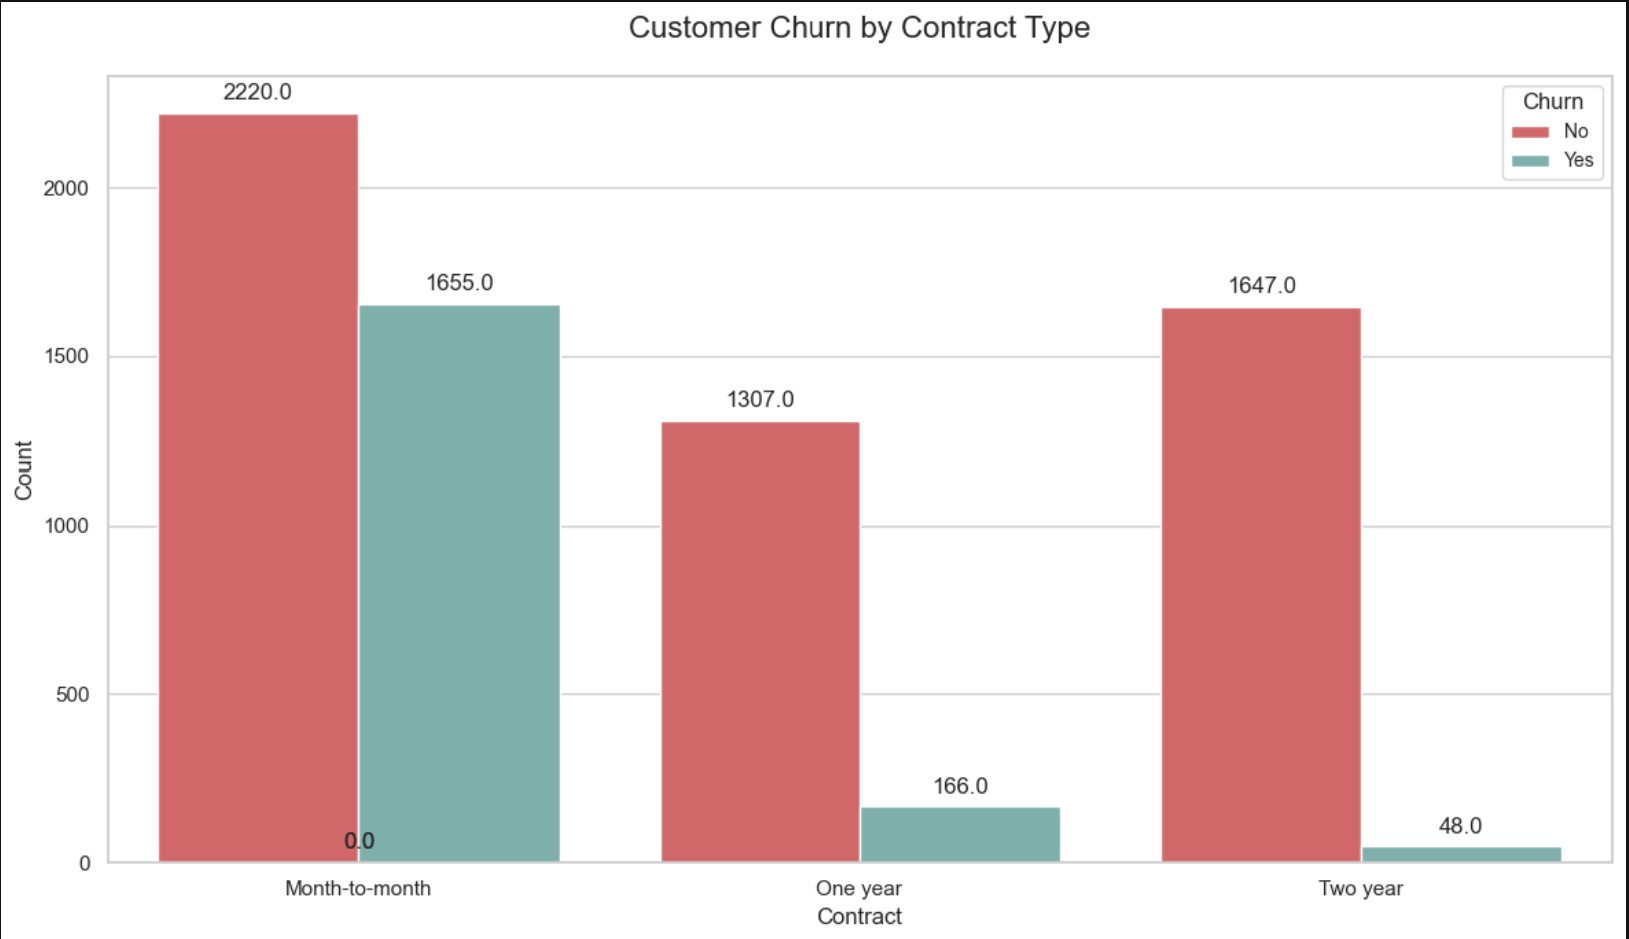 Customer Churn by Contract Type
2220.0
Churn
No
Yes
2000
1655.0
1647.0
1500
1307.0
Count
1000
500
166.0
48.0
0.0
0
Month-to-month
One year
Two year
Contract